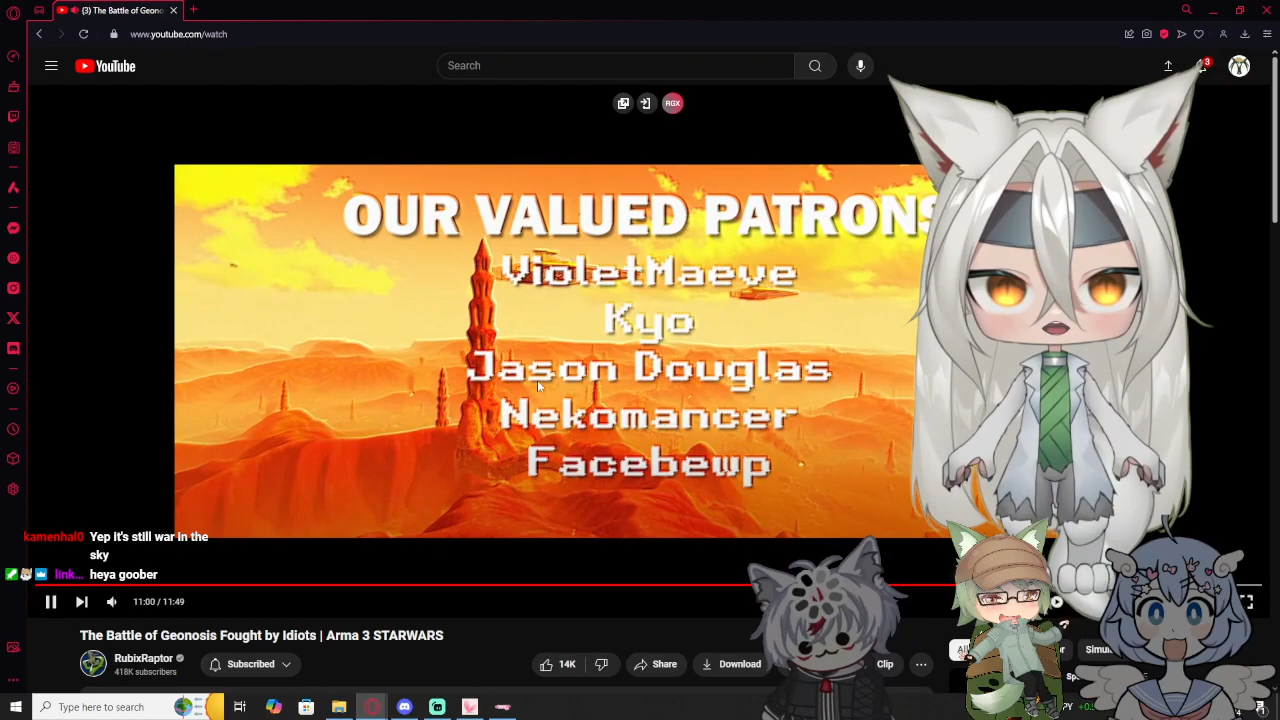 (3) The Battle of Geono
www.youtube.com/watch
YouTube
Search
3
RGX
OUR VALUED PATRONS
VioletMaeve
Kyo
Jason Douglas
Nekomancer
Facebewp
kamenhal0 Yep it's still war in the
sky
link... heya goober
11:00 / 11:49
The Battle of Geonosis Fought by Idiots | Arma 3 STARWARS
RubixRaptor
418K subscribers
Subscribed
14K
Share
Download
Clip
Type here to search